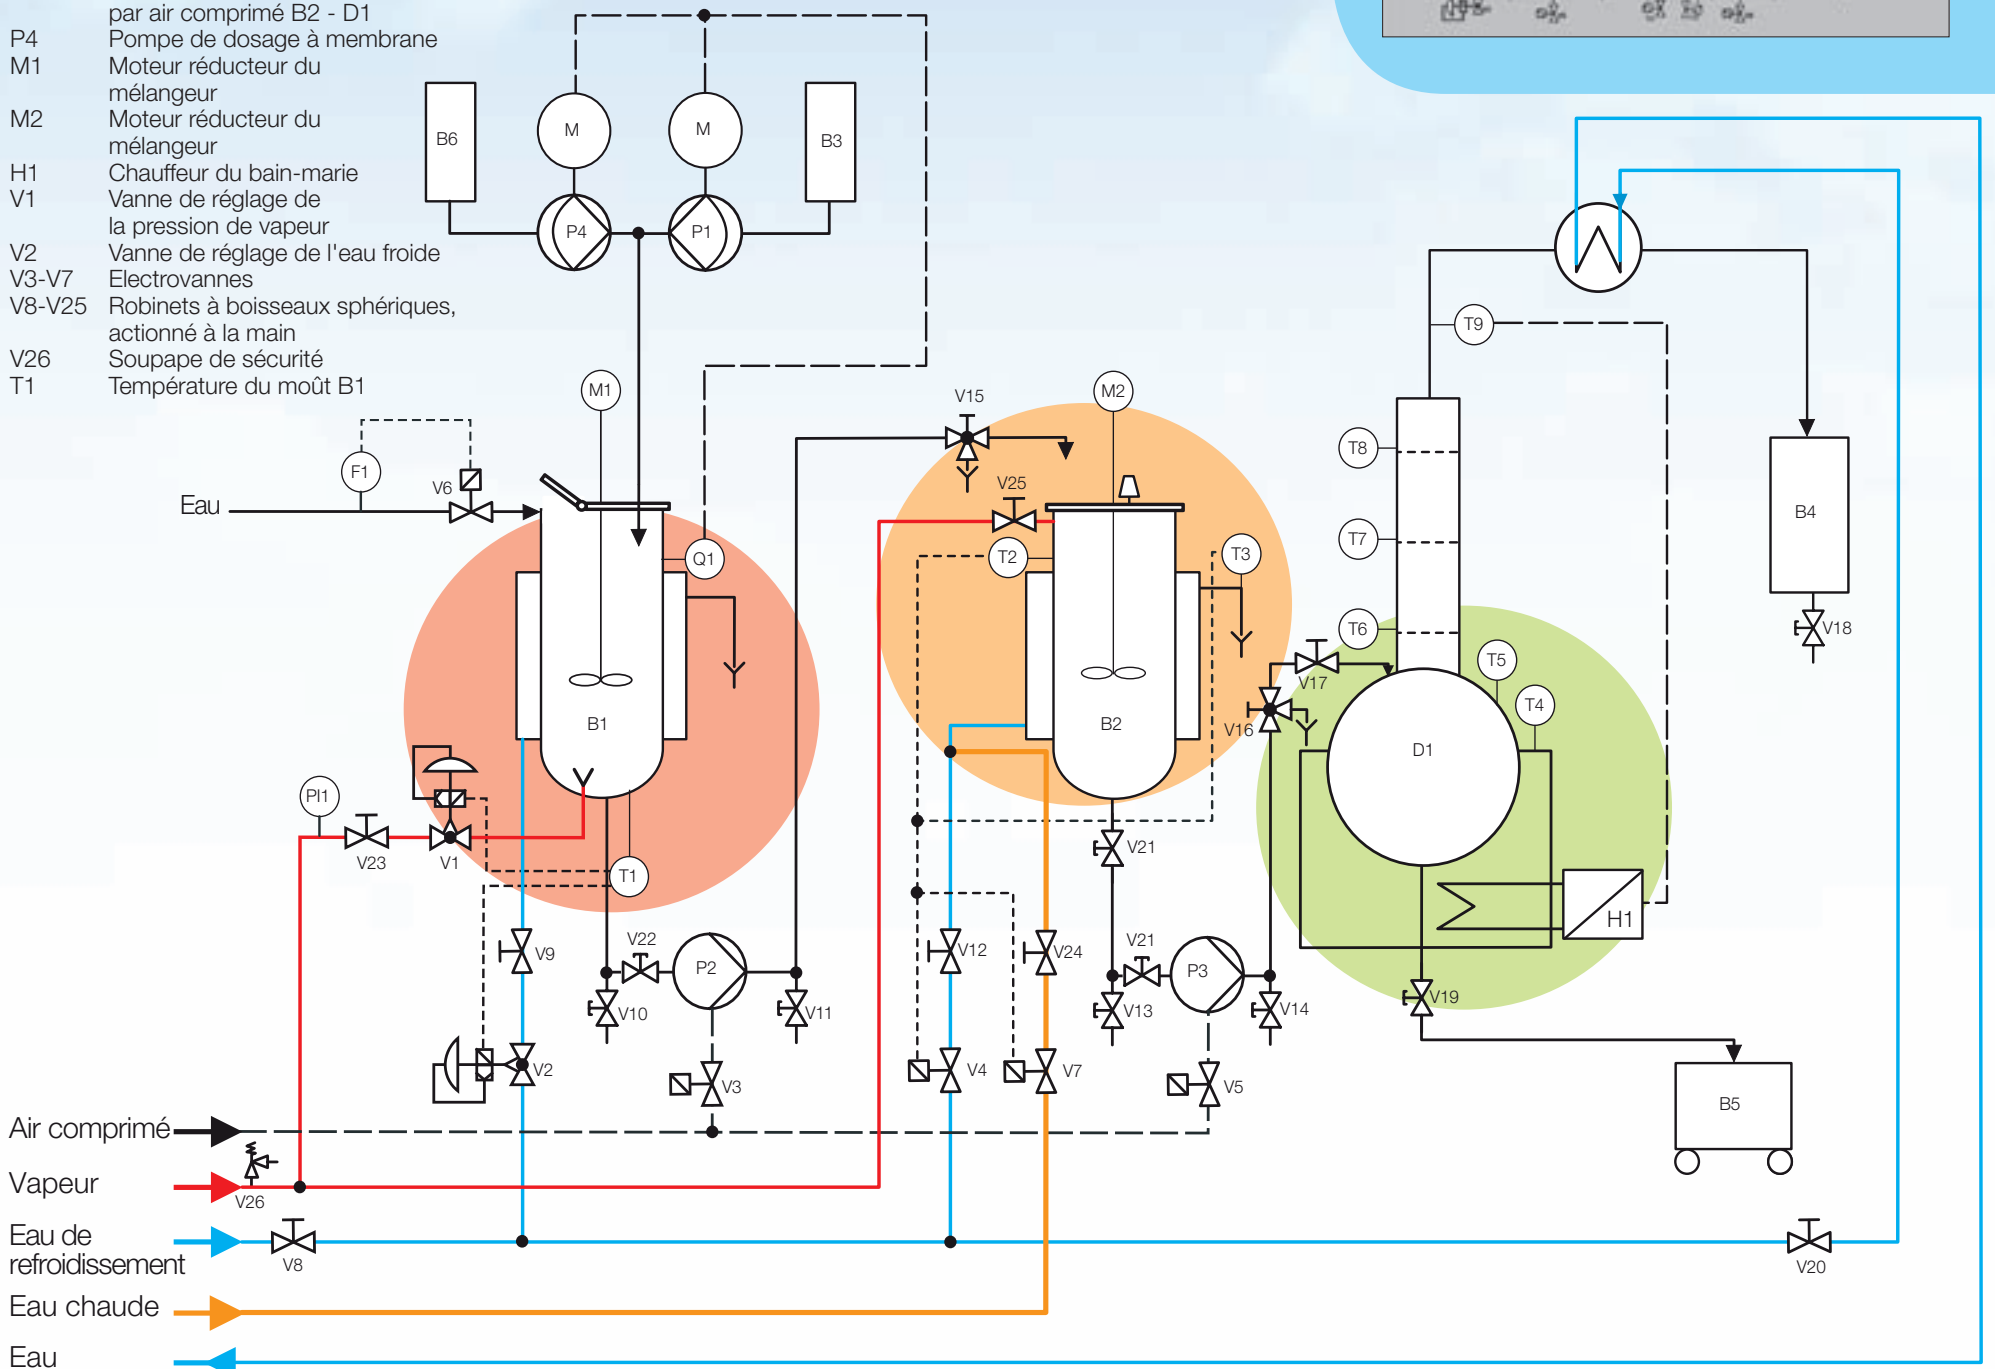 par air comprimé B2 - D1
P4 Pompe de dosage à membrane
M1 Moteur réducteur du
mélangeur
M2 Moteur réducteur du
mélangeur
H1 Chauffeur du bain-marie
V1 Vanne de réglage de
la pression de vapeur
V2 Vanne de réglage de l'eau froide
V3-V7 Electrovannes
V8-V25 Robinets à boisseaux sphériques,
actionné à la main
V26 Soupape de sécurité
T1 Température du moût B1
B6
M
M
B3
P4
P1
T9
M1
M2
V15
T8
F1
V6
V25
Eau
B4
Q1
T2
T3
T7
T6
V18
T5
V17
T4
B1
B2
V16
D1
PI1
V23
V1
V21
T1
H1
V22
V21
V9
P2
V12
V24
P3
V19
V10
V11
V13
V14
V2
V3
V4
V7
V5
B5
Air comprimé
Vapeur
V26
Eau de
refroidissement
V8
V20
Eau chaude
Eau